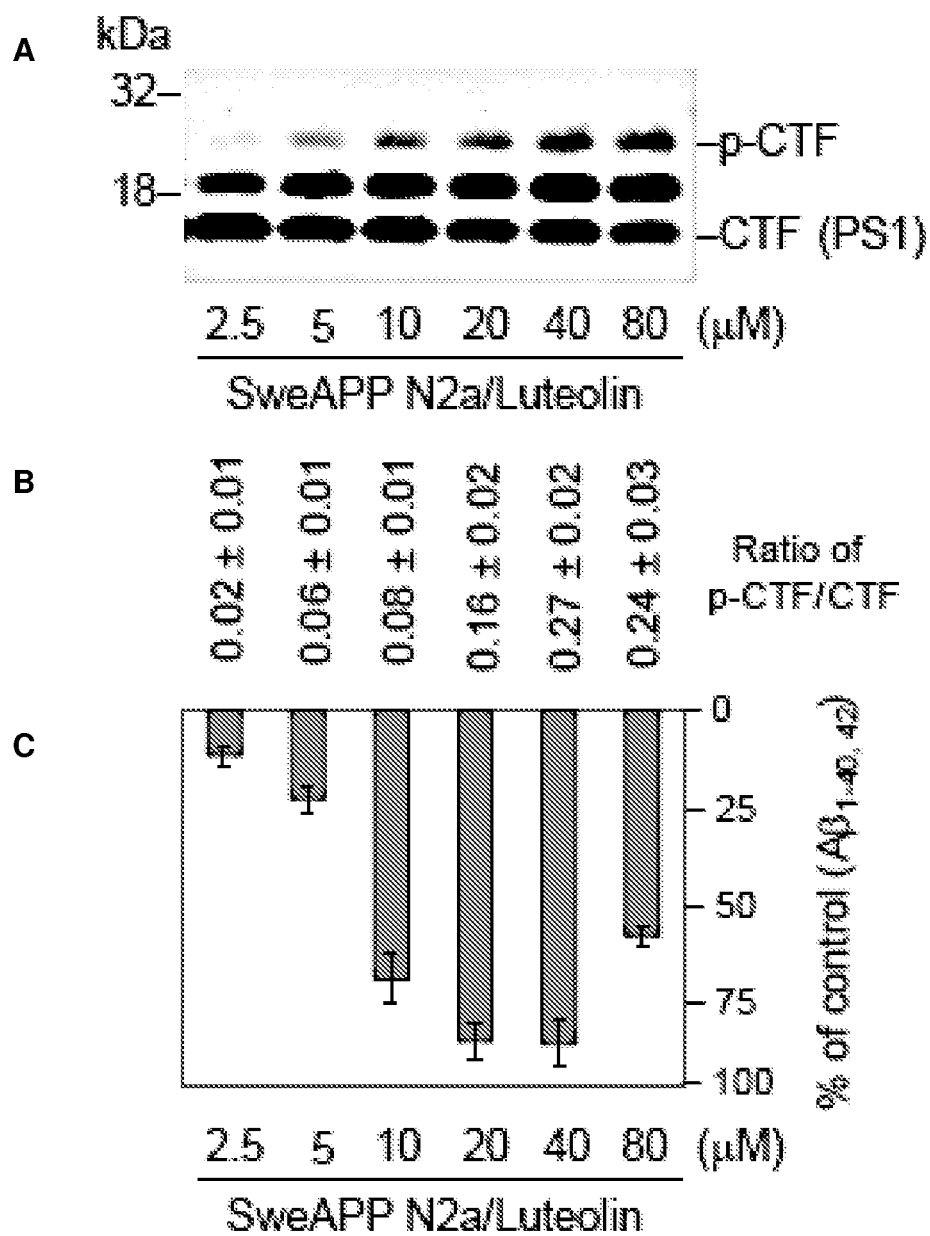 A
kDa
32
p-CTF
18
CTF (PS1)
2.5 5 10 20 40 80 (μM)
SweAPP N2a/Luteolin
B
0.02 ± 0.01
0.06 ± 0.01
0.08 ± 0.01
0.16 ± 0.02
0.27 ± 0.02
0.24 ± 0.03
Ratio of
p-CTF/CTF
C
0
25
50
75
100
% of control (Aβ1-40, 42)
2.5 5 10 20 40 80 (μM)
SweAPP N2a/Luteolin